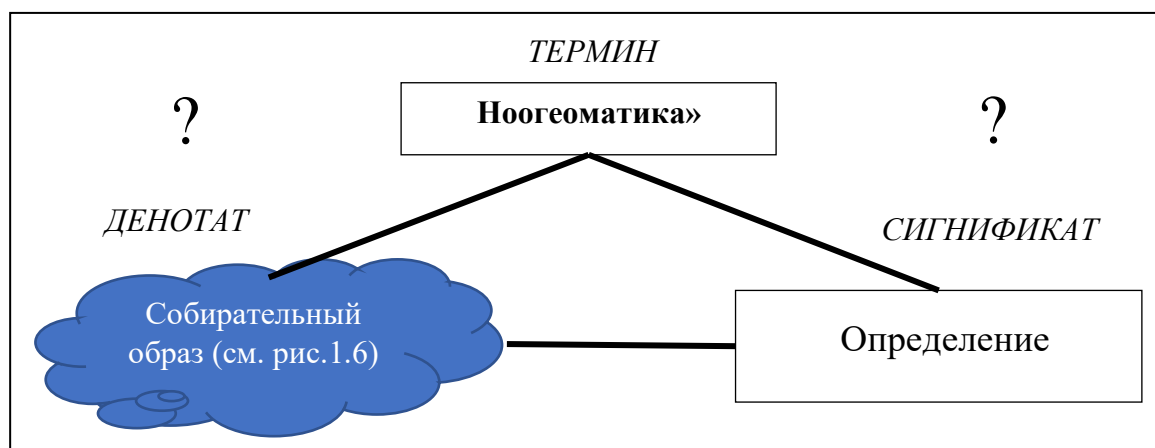 ТЕРМИН
? Ноогеоматика» ?
ДЕНОТАТ
СИГНИФИКАТ
Собирательный
образ (см. рис.1.6)
Определение